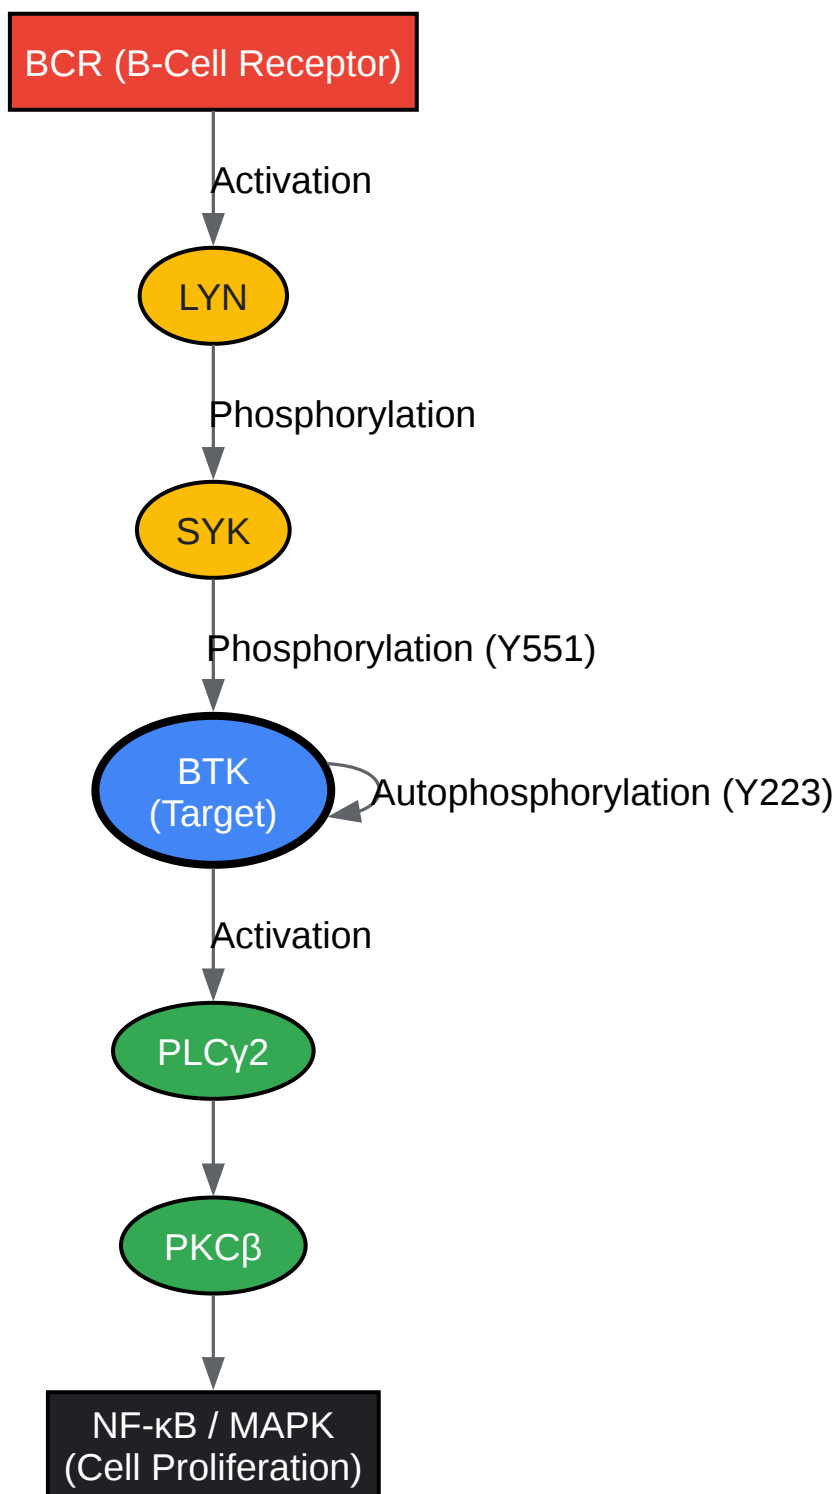 BCR (B-Cell Receptor)
Activation
LYN
Phosphorylation
SYK
Phosphorylation (Y551)
BTK
(Target)
Autophosphorylation (Y223)
Activation
PLCγ2
PKCβ
NF-κB / MAPK
(Cell Proliferation)